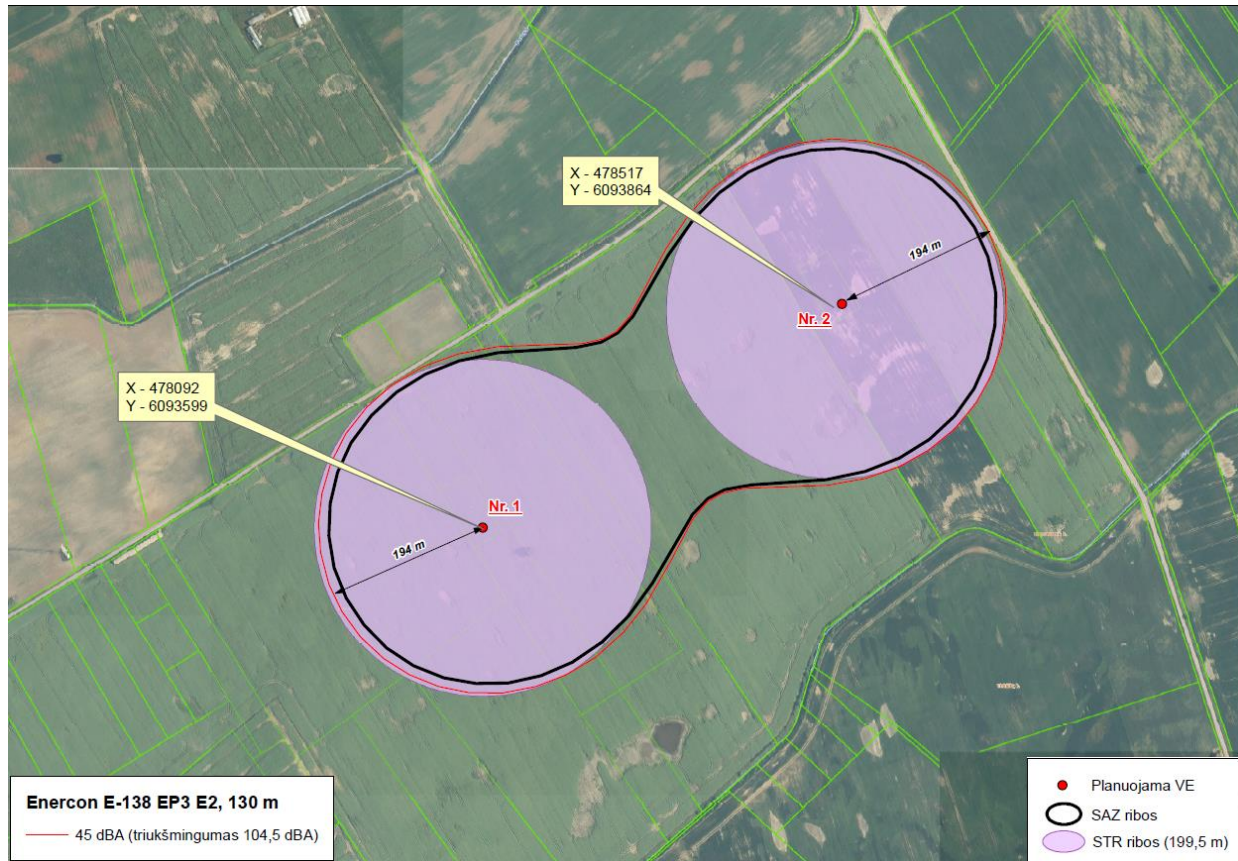 X - 478517
Y - 6093864
194 m
Nr. 2
X - 478092
Y - 6093599
Nr. 1
194 m
Enercon E-138 EP3 E2, 130 m
45 dBA (triukšmingumas 104,5 dBA)
Planuojama VE
SAZ ribos
STR ribos (199,5 m)